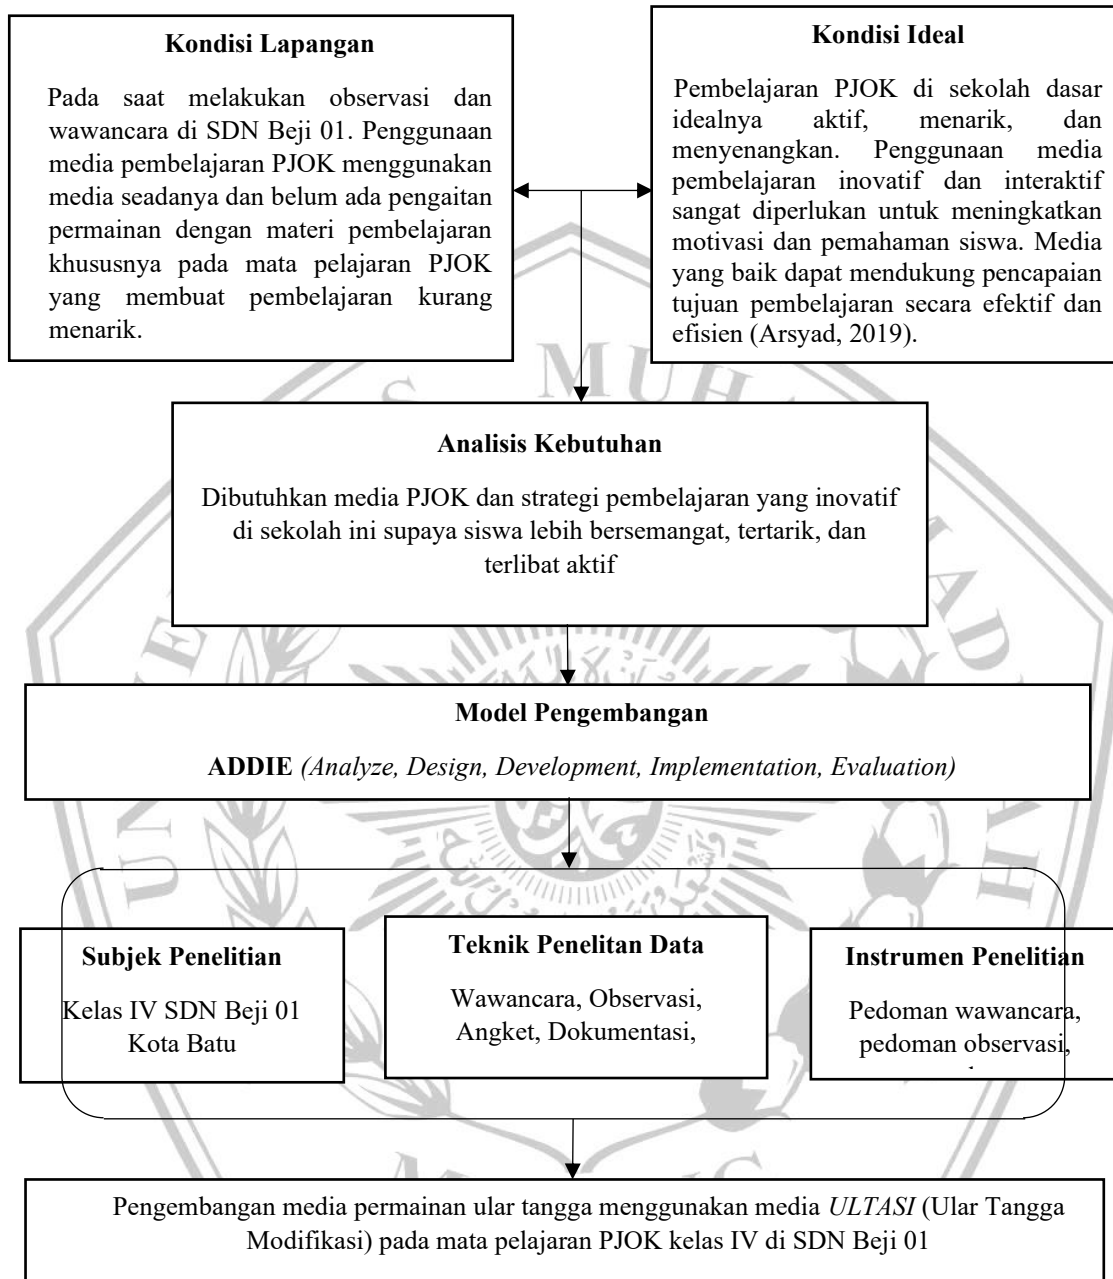 Kondisi Lapangan
Pada saat melakukan observasi dan
wawancara di SDN Beji 01. Penggunaan
media pembelajaran PJOK menggunakan
media seadanya dan belum ada pengaitan
permainan dengan materi pembelajaran
khususnya pada mata pelajaran PJOK
yang membuat pembelajaran kurang
menarik.
Kondisi Ideal
Pembelajaran PJOK di sekolah dasar
idealnya aktif, menarik, dan
menyenangkan. Penggunaan media
pembelajaran inovatif dan interaktif
sangat diperlukan untuk meningkatkan
motivasi dan pemahaman siswa. Media
yang baik dapat mendukung pencapaian
tujuan pembelajaran secara efektif dan
efisien (Arsyad, 2019).
Analisis Kebutuhan
Dibutuhkan media PJOK dan strategi pembelajaran yang inovatif
di sekolah ini supaya siswa lebih bersemangat, tertarik, dan
terlibat aktif
Model Pengembangan
ADDIE (Analyze, Design, Development, Implementation, Evaluation)
Subjek Penelitian
Kelas IV SDN Beji 01
Kota Batu
Teknik Penelitan Data
Wawancara, Observasi,
Angket, Dokumentasi,
Instrumen Penelitian
Pedoman wawancara,
pedoman observasi,
Pengembangan media permainan ular tangga menggunakan media ULTASI (Ular Tangga
Modifikasi) pada mata pelajaran PJOK kelas IV di SDN Beji 01